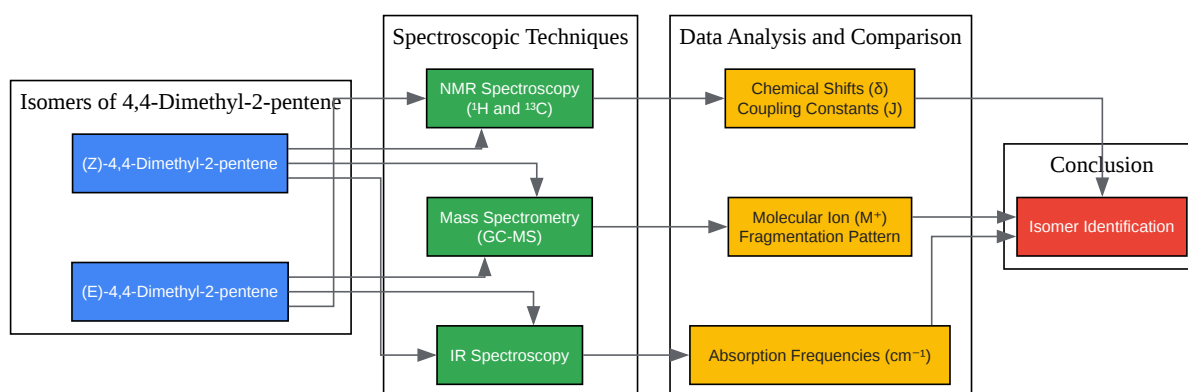 Isomers of 4,4-Dimethyl-2-pentene
(Z)-4,4-Dimethyl-2-pentene
(E)-4,4-Dimethyl-2-pentene
Spectroscopic Techniques
NMR Spectroscopy
(¹H and ¹³C)
Mass Spectrometry
(GC-MS)
IR Spectroscopy
Data Analysis and Comparison
Chemical Shifts (δ)
Coupling Constants (J)
Molecular Ion (M⁺)
Fragmentation Pattern
Absorption Frequencies (cm⁻¹)
Conclusion
Isomer Identification